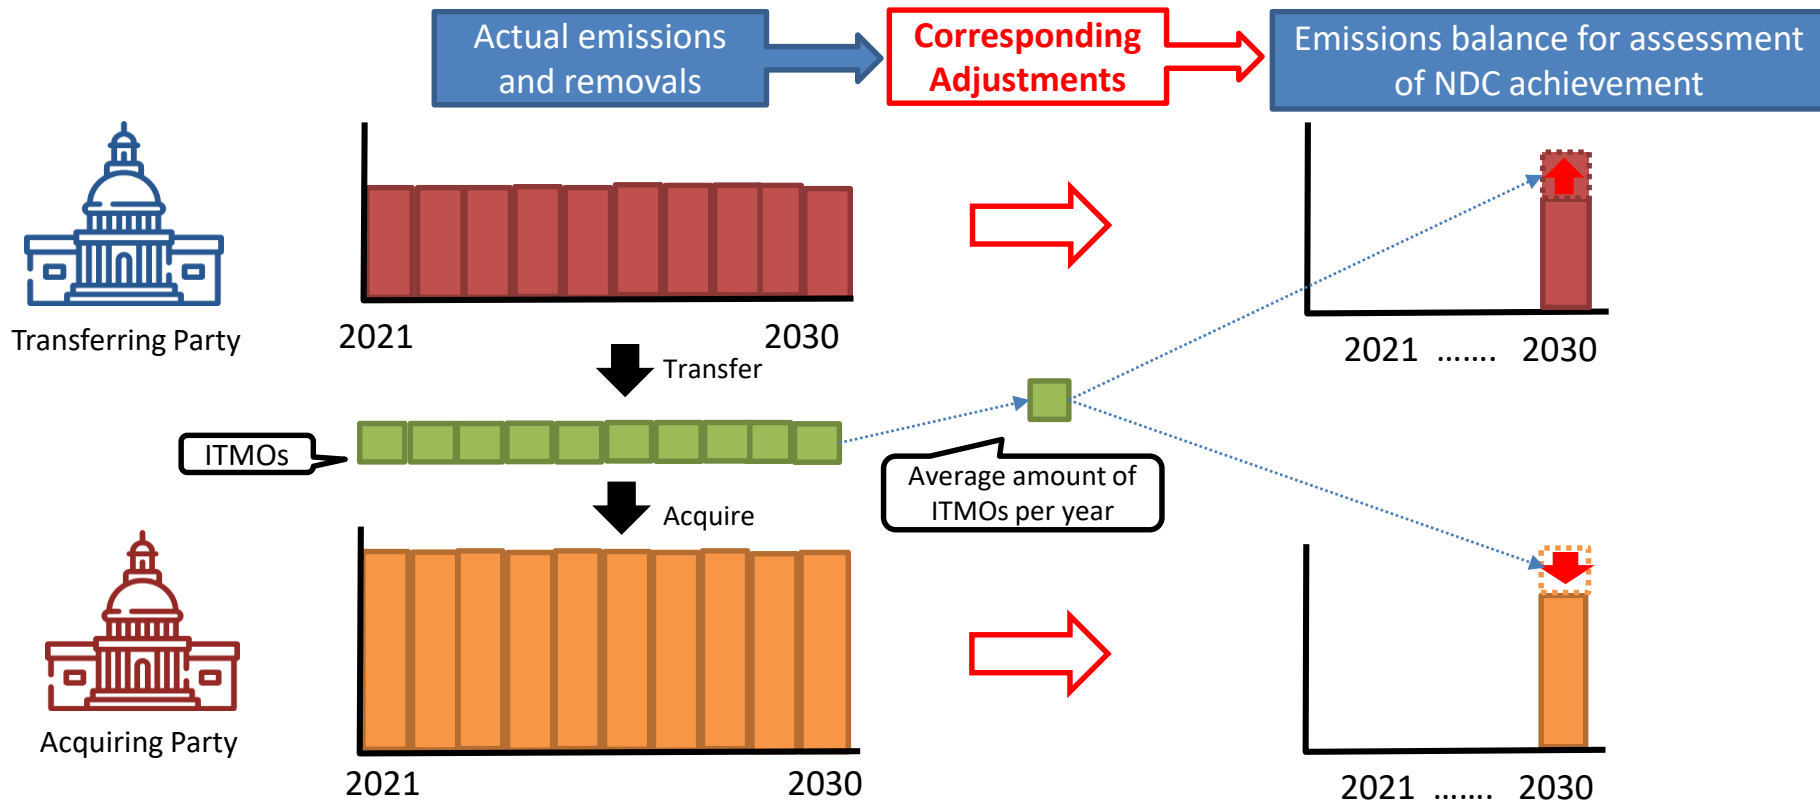 Actual emissions
and removals
Corresponding
Adjustments
Emissions balance for assessment
of NDC achievement
Transferring Party
2021
2030
2021 ....... 2030
Transfer
ITMOs
Average amount of
ITMOs per year
Acquire
Acquiring Party
2021
2030
2021 ....... 2030